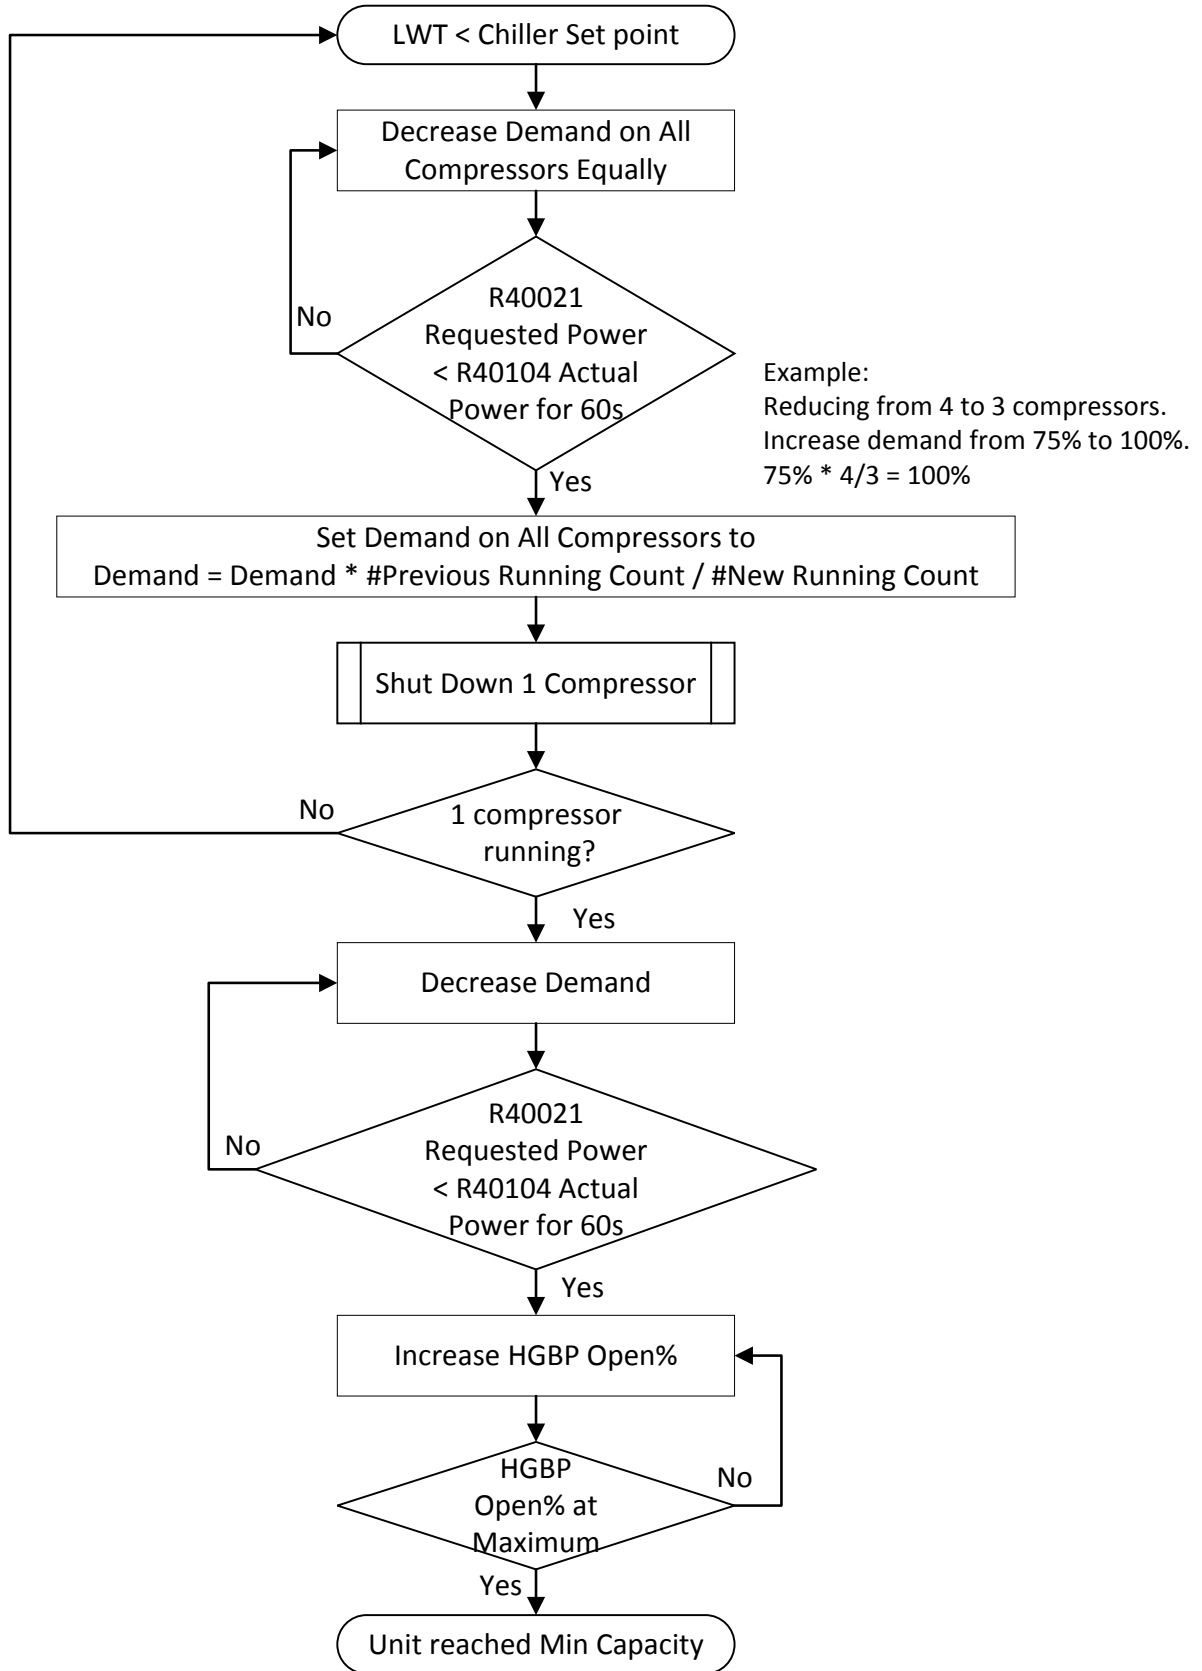 LWT < Chiller Set point
Decrease Demand on All
Compressors Equally
R40021
Requested Power
< R40104 Actual
Power for 60s
No
Example:
Reducing from 4 to 3 compressors.
Increase demand from 75% to 100%.
75% * 4/3 = 100%
Yes
Set Demand on All Compressors to
Demand = Demand * #Previous Running Count / #New Running Count
Shut Down 1 Compressor
No
1 compressor
running?
Yes
Decrease Demand
R40021
Requested Power
< R40104 Actual
Power for 60s
No
Yes
Increase HGBP Open%
HGBP
Open% at
Maximum
No
Yes
Unit reached Min Capacity